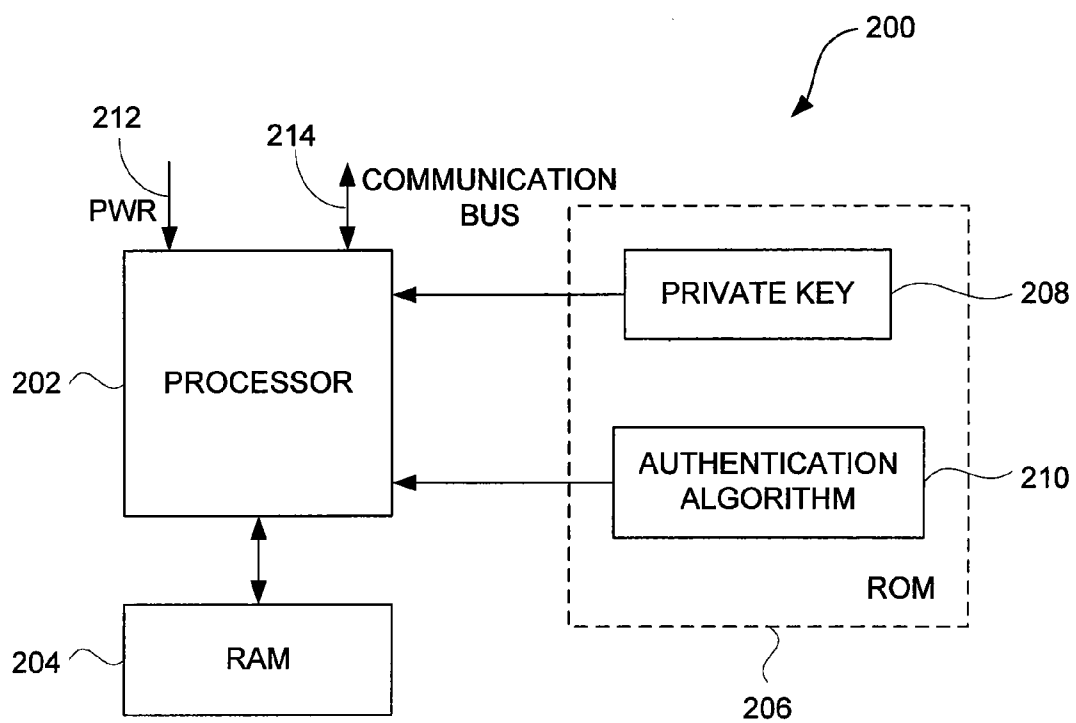 200
212
214
PWR
COMMUNICATION
BUS
PRIVATE KEY
208
202
PROCESSOR
AUTHENTICATION
ALGORITHM
210
ROM
204
RAM
206